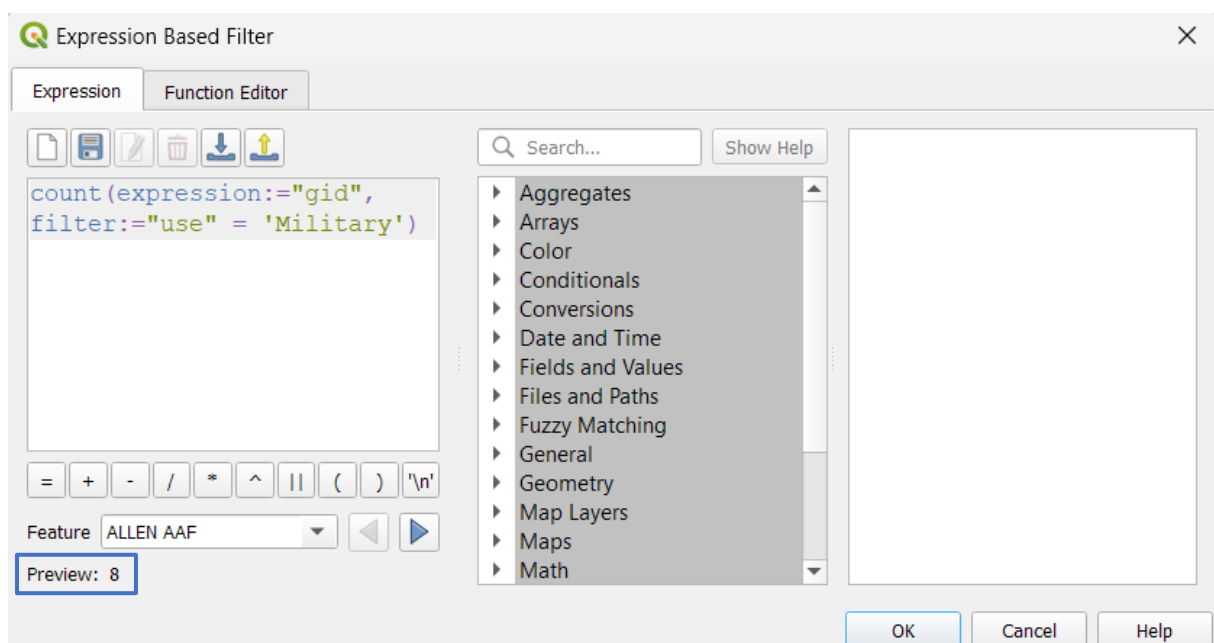 Expression Based Filter
Expression
Function Editor
Search...
Show Help
count(expression:="gid",
filter:="use" = 'Military')
Aggregates
Arrays
Color
Conditionals
Conversions
Date and Time
Fields and Values
Files and Paths
Fuzzy Matching
General
Geometry
Map Layers
Maps
Math
= + - / * ^ || ( ) '\n'
Feature ALLEN AAF
Preview: 8
OK Cancel Help